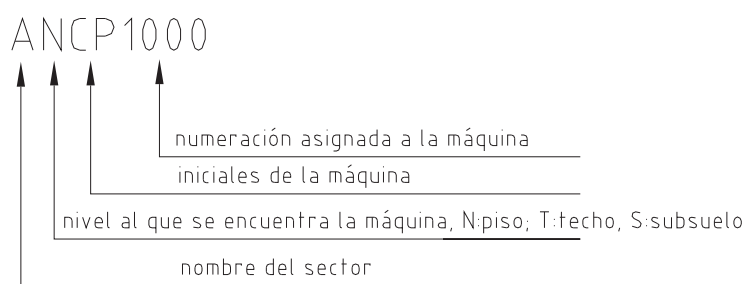 ANCP1000
numeración asignada a la máquina
iniciales de la máquina
nivel al que se encuentra la máquina, N:piso; T:techo, S:subsuelo
nombre del sector